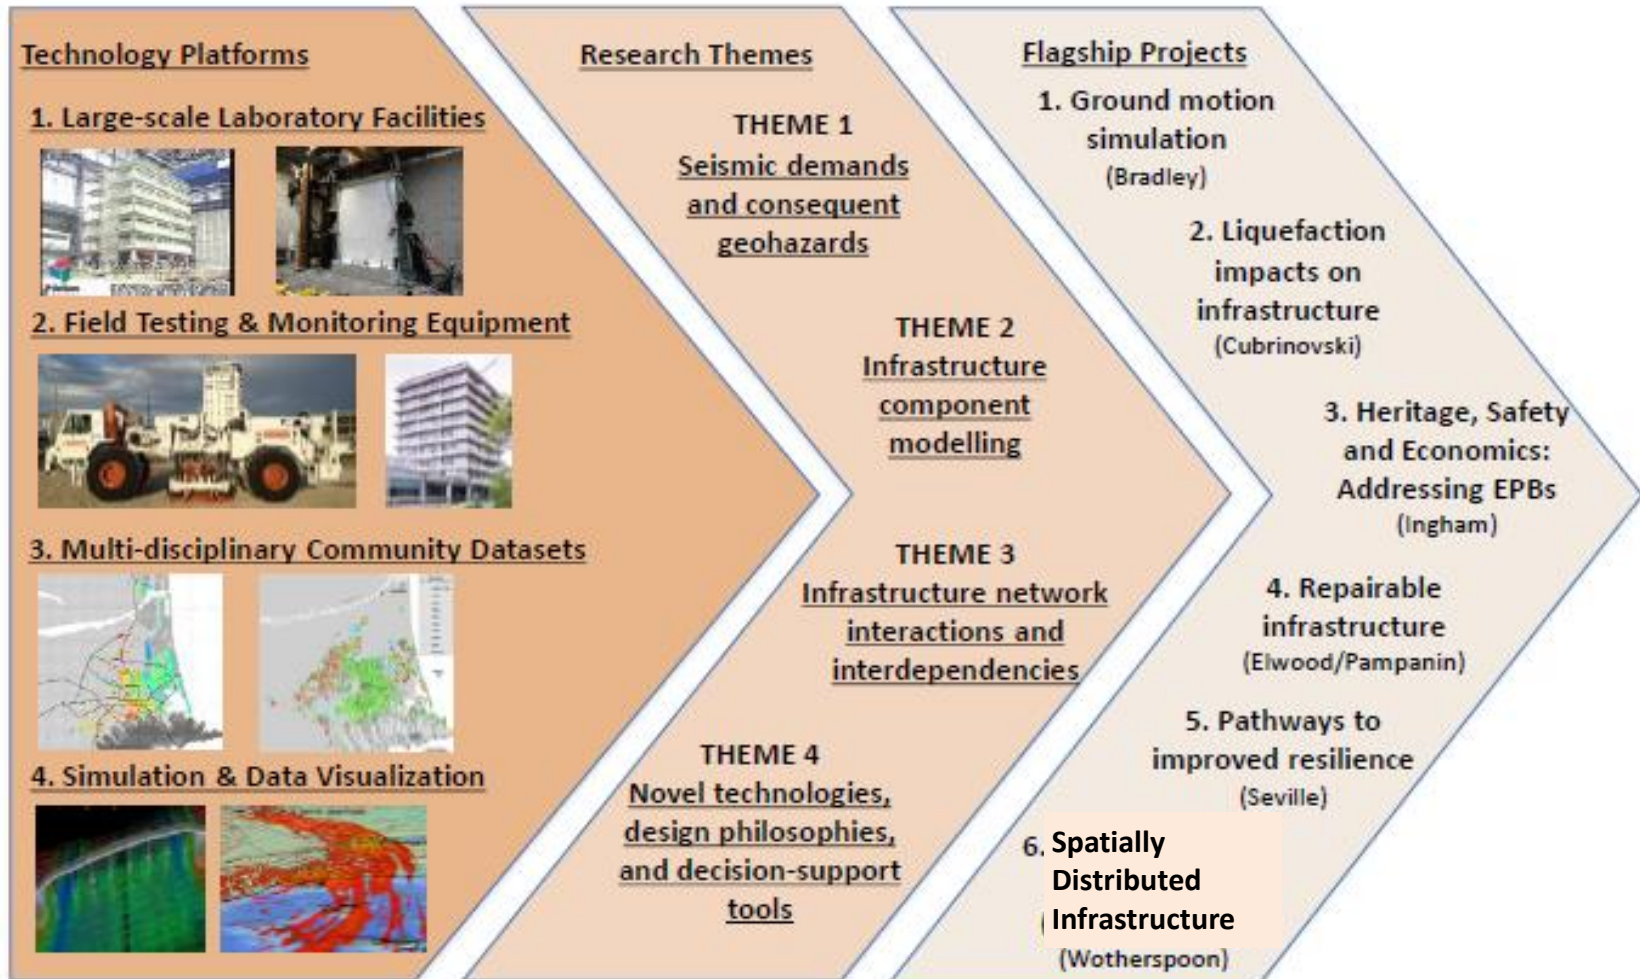 Technology Platforms
1. Large-scale Laboratory Facilities
2. Field Testing & Monitoring Equipment
3. Multi-disciplinary Community Datasets
4. Simulation & Data Visualization
Research Themes
THEME 1
Seismic demands
and consequent
geohazards
THEME 2
Infrastructure
component
modelling
THEME 3
Infrastructure network
interactions and
interdependencies
THEME 4
Novel technologies,
design philosophies,
and decision-support
tools
Flagship Projects
1. Ground motion
simulation
(Bradley)
2. Liquefaction
impacts on
infrastructure
(Cubrinovski)
3. Heritage, Safety
and Economics:
Addressing EPBs
(Ingham)
4. Repairable
infrastructure
(Elwood/Pampanin)
5. Pathways to
improved resilience
(Seville)
6. Spatially
Distributed
Infrastructure
(Wotherspoon)